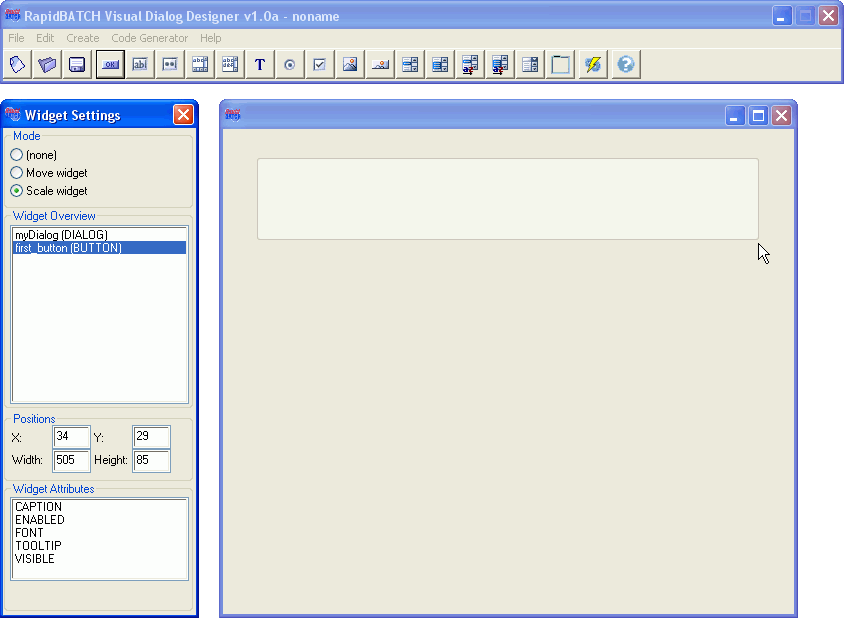 RapidBATCH Visual Dialog Designer v1.0a - noname
File Edit Create Code Generator Help
OK ab T ?
Widget Settings
Mode
(none)
Move widget
Scale widget
Widget Overview
myDialog (DIALOG)
first_button (BUTTON)
Positions
X: 34 Y: 29
Width: 505 Height: 85
Widget Attributes
CAPTION
ENABLED
FONT
TOOLTIP
VISIBLE